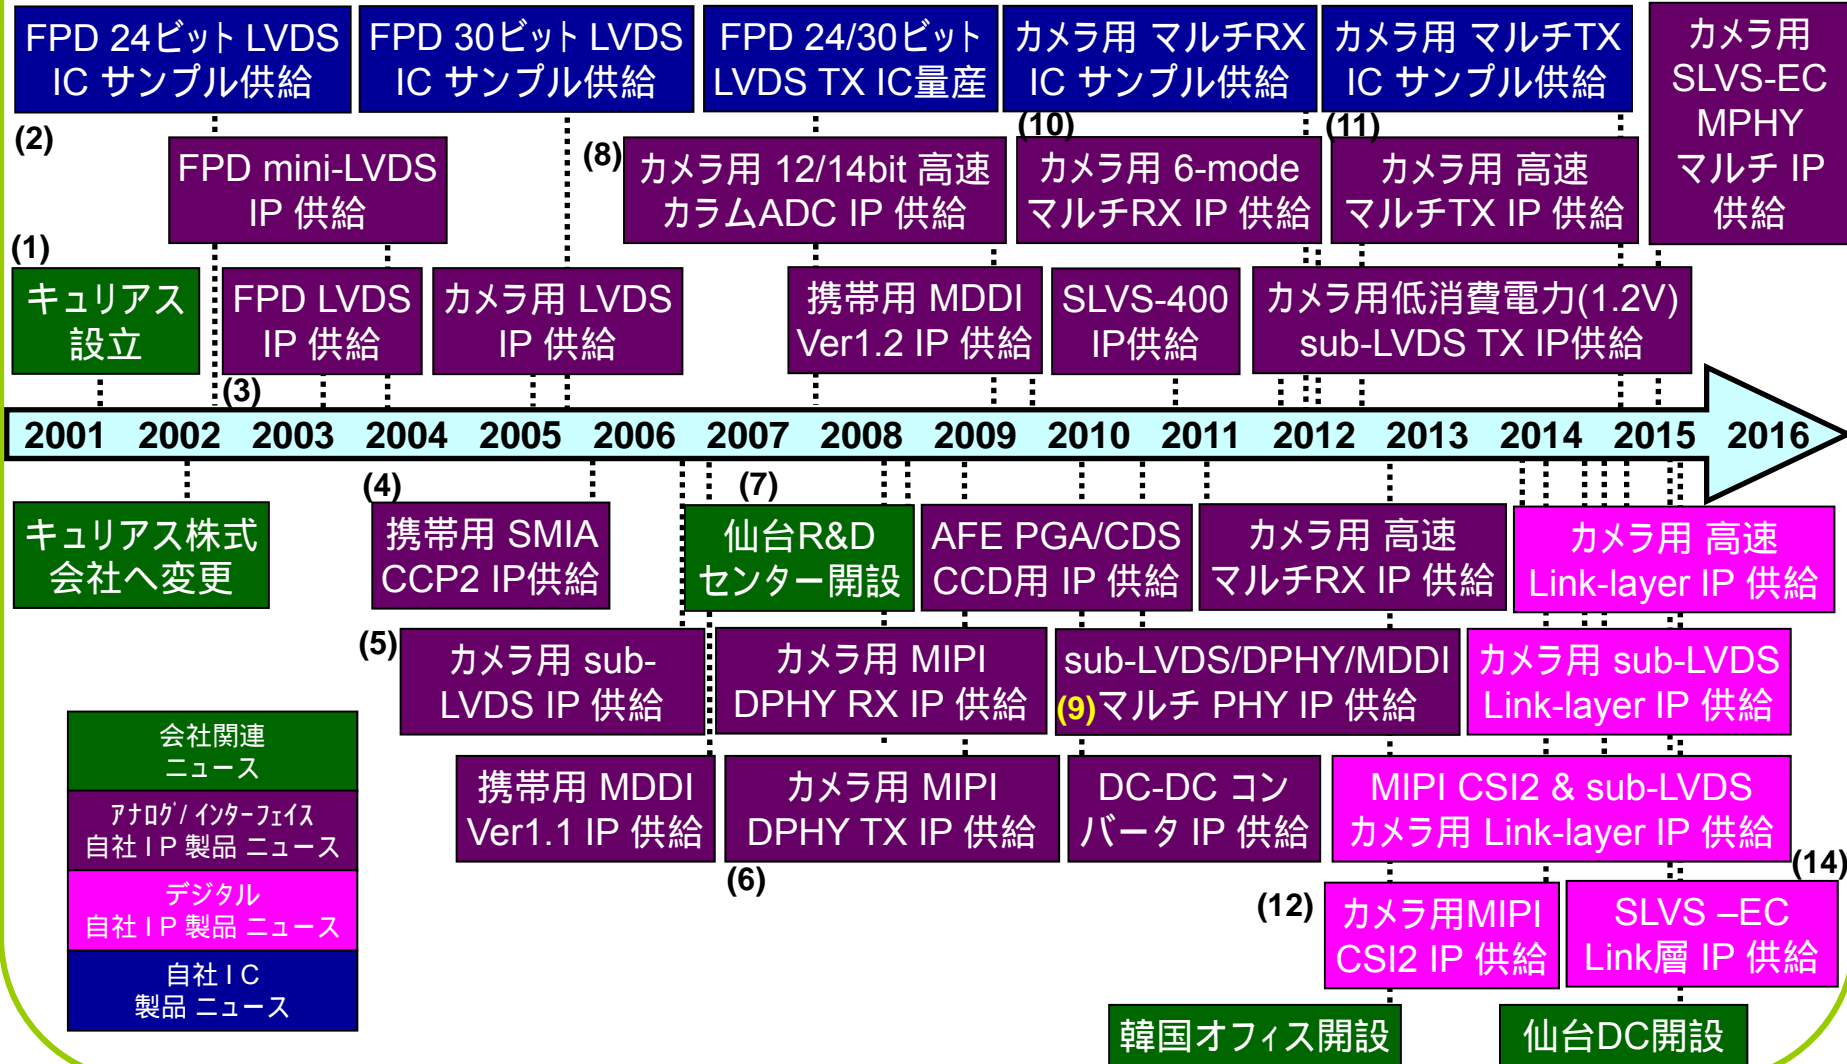 FPD 24ビット LVDS
IC サンプル供給
FPD 30ビット LVDS
IC サンプル供給
FPD 24/30ビット
LVDS TX IC量産
カメラ用 マルチRX
IC サンプル供給
カメラ用 マルチTX
IC サンプル供給
カメラ用
SLVS-EC
MPHY
マルチ IP
供給
(2)
FPD mini-LVDS
IP 供給
(8)
カメラ用 12/14bit 高速
カラムADC IP 供給
(10)
カメラ用 6-mode
マルチRX IP 供給
(11)
カメラ用 高速
マルチTX IP 供給
(1)
キュリアス
設立
FPD LVDS
IP 供給
(3)
カメラ用 LVDS
IP 供給
携帯用 MDDI
Ver1.2 IP 供給
SLVS-400
IP供給
カメラ用低消費電力(1.2V)
sub-LVDS TX IP供給
2001 2002 2003 2004 2005 2006 2007 2008 2009 2010 2011 2012 2013 2014 2015 2016
キュリアス株式
会社へ変更
(4)
携帯用 SMIA
CCP2 IP供給
(7)
仙台R&D
センター開設
AFE PGA/CDS
CCD用 IP 供給
カメラ用 高速
マルチRX IP 供給
カメラ用 高速
Link-layer IP 供給
(5)
カメラ用 sub-
LVDS IP 供給
カメラ用 MIPI
DPHY RX IP 供給
sub-LVDS/DPHY/MDDI
(9)マルチ PHY IP 供給
カメラ用 sub-LVDS
Link-layer IP 供給
携帯用 MDDI
Ver1.1 IP 供給
カメラ用 MIPI
DPHY TX IP 供給
(6)
DC-DC コン
バータ IP 供給
MIPI CSI2 & sub-LVDS
カメラ用 Link-layer IP 供給
(12)
カメラ用MIPI
CSI2 IP 供給
(14)
SLVS –EC
Link層 IP 供給
韓国オフィス開設
仙台DC開設
会社関連
ニュース
アナログ / インターフェイス
自社 I P 製品 ニュース
デジタル
自社 I P 製品 ニュース
自社 I C
製品 ニュース